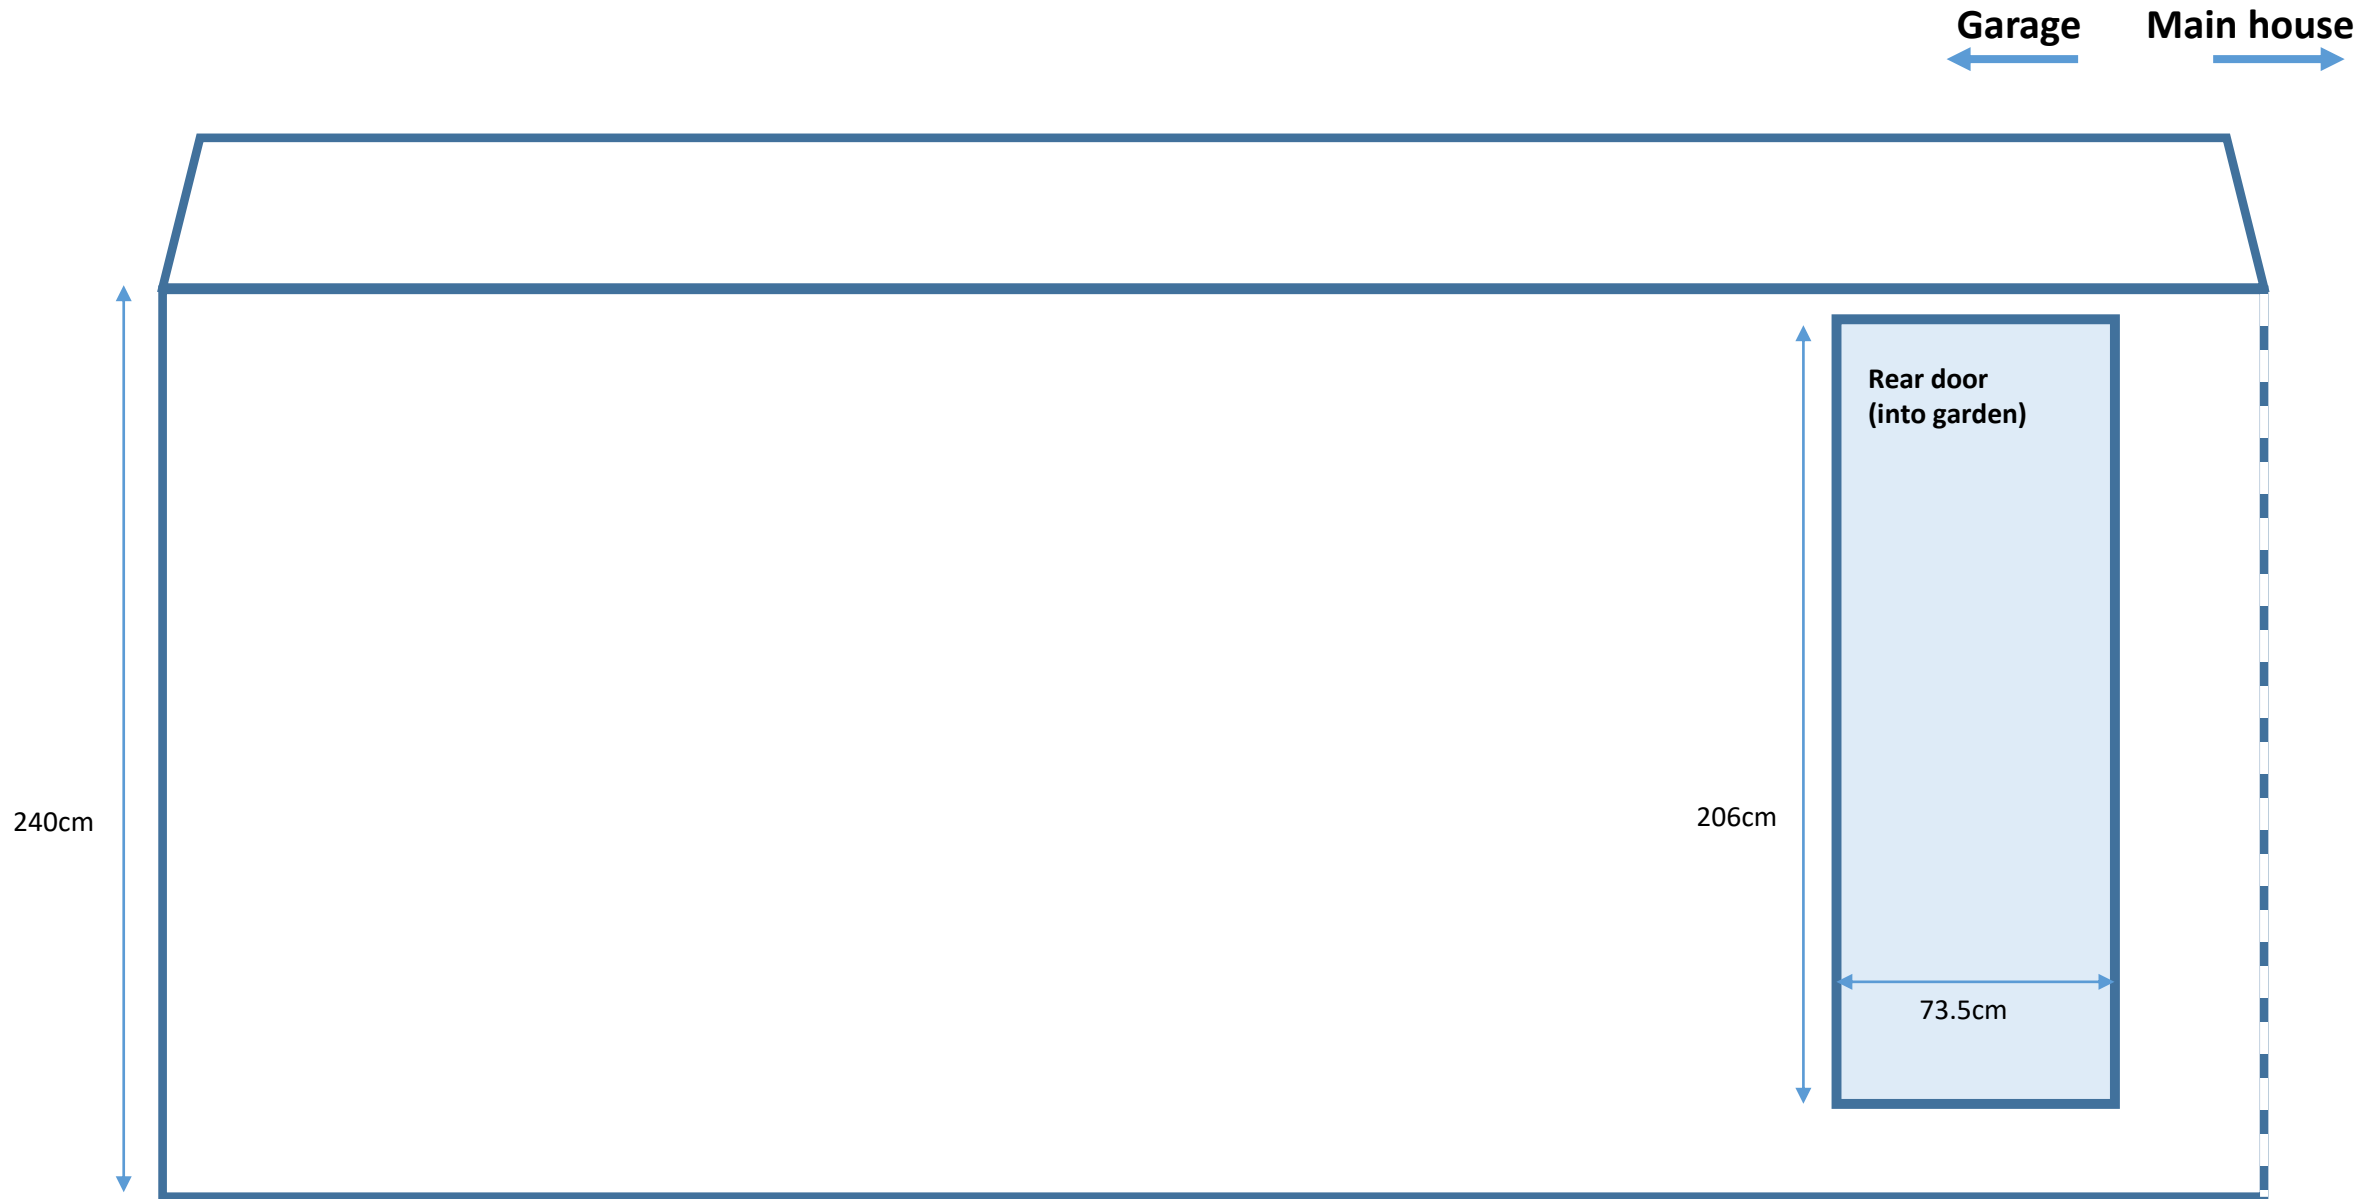 Garage
Main house
Rear door
(into garden)
240cm
206cm
73.5cm